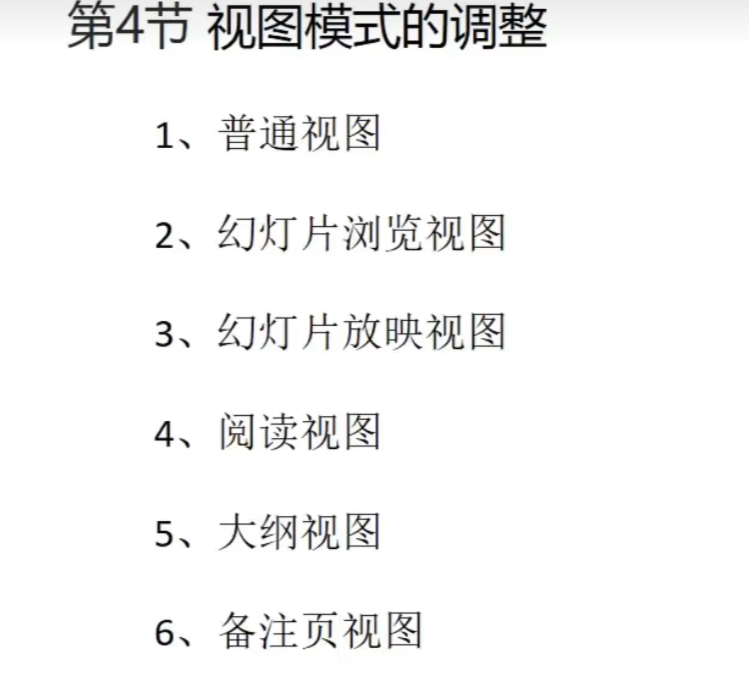 第4节 视图模式的调整
1、普通视图
2、幻灯片浏览视图
3、幻灯片放映视图
4、阅读视图
5、大纲视图
6、备注页视图